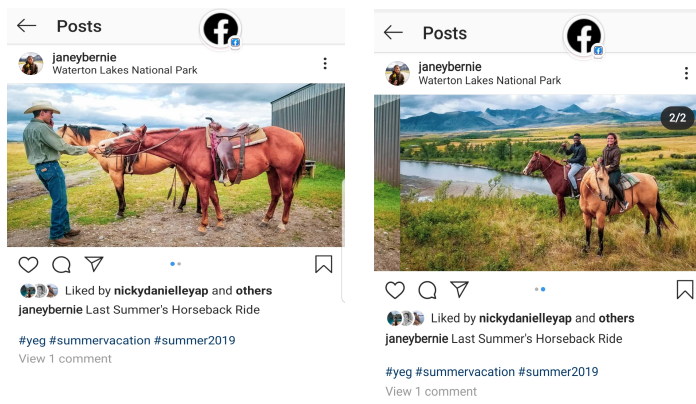 Posts
janeybernie
Waterton Lakes National Park
Liked by nickydanielleyap and others
janeybernie Last Summer's Horseback Ride
#yeg #summervacation #summer2019
View 1 comment
Posts
janeybernie
Waterton Lakes National Park
2/2
Liked by nickydanielleyap and others
janeybernie Last Summer's Horseback Ride
#yeg #summervacation #summer2019
View 1 comment